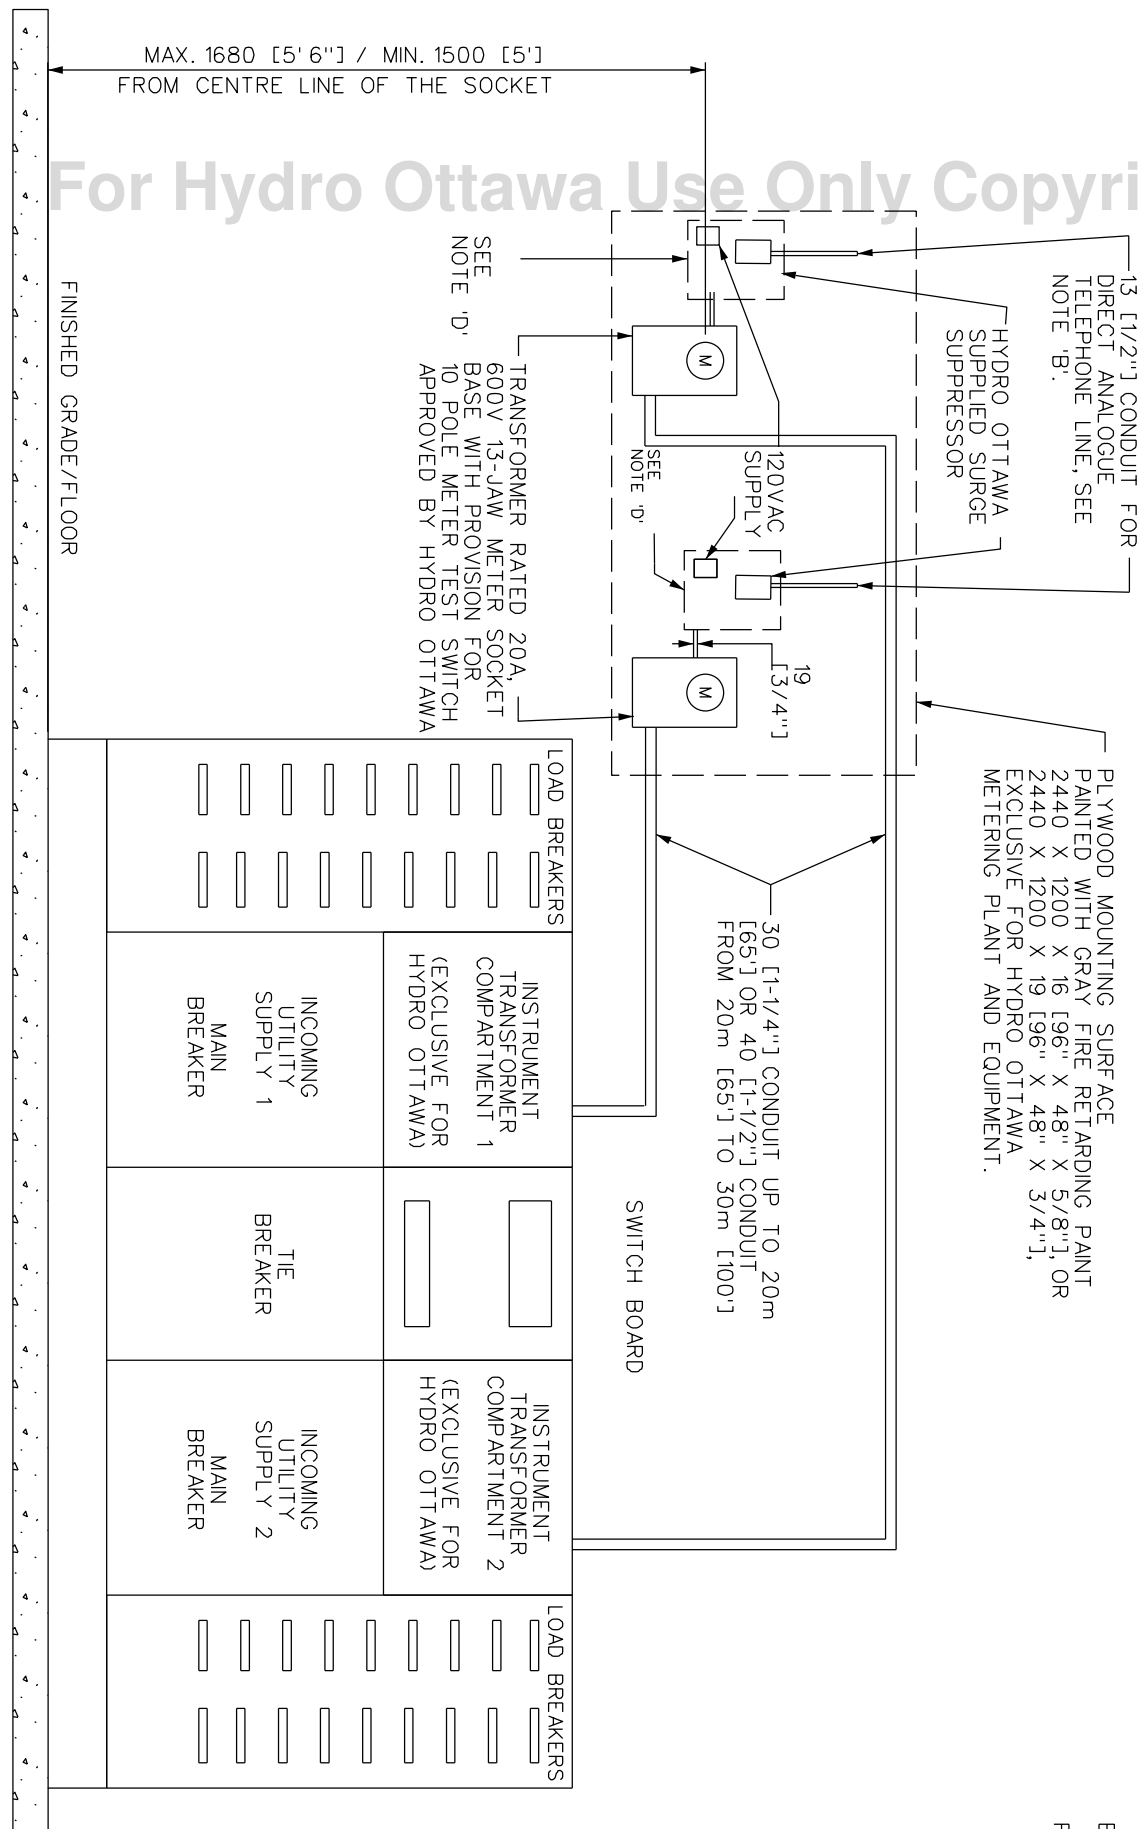 MAX. 1680 [5' 6"] / MIN. 1500 [5']
FROM CENTRE LINE OF THE SOCKET
For Hydro Ottawa Use Only Copyri
13 [1/2"] CONDUIT FOR
DIRECT ANALOGUE
TELEPHONE LINE, SEE
NOTE 'B'.
HYDRO OTTAWA
SUPPLIED SURGE
SUPPRESSOR
SEE
NOTE 'D'
120VAC
SUPPLY
SEE
NOTE 'D'
M
M
19
[3/4"]
TRANSFORMER RATED 20A,
600V 13-JAW METER SOCKET
BASE WITH PROVISION FOR
10 POLE METER TEST SWITCH
APPROVED BY HYDRO OTTAWA
FINISHED GRADE/FLOOR
PLYWOOD MOUNTING SURFACE
PAINTED WITH GRAY FIRE RETARDING PAINT
2440 X 1200 X 16 [96" X 48" X 5/8"], OR
2440 X 1200 X 19 [96" X 48" X 3/4"],
EXCLUSIVE FOR HYDRO OTTAWA
METERING PLANT AND EQUIPMENT.
30 [1-1/4"] CONDUIT UP TO 20m
[65'] OR 40 [1-1/2"] CONDUIT
FROM 20m [65'] TO 30m [100']
SWITCH BOARD
LOAD BREAKERS
INSTRUMENT
TRANSFORMER
COMPARTMENT 1
(EXCLUSIVE FOR
HYDRO OTTAWA)
INCOMING
UTILITY
SUPPLY 1
MAIN
BREAKER
TIE
BREAKER
INSTRUMENT
TRANSFORMER
COMPARTMENT 2
(EXCLUSIVE FOR
HYDRO OTTAWA)
INCOMING
UTILITY
SUPPLY 2
MAIN
BREAKER
LOAD BREAKERS